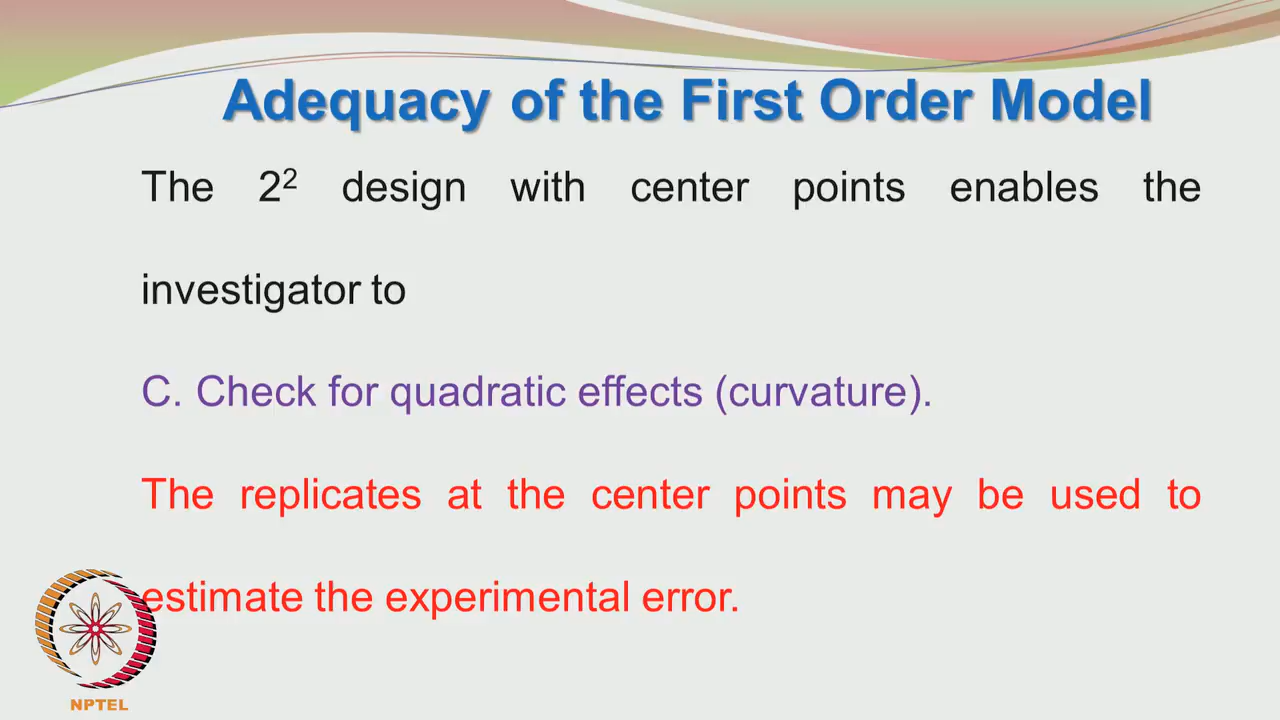 Adequacy of the First Order Model
The 2² design with center points enables the
investigator to
C. Check for quadratic effects (curvature).
The replicates at the center points may be used to
estimate the experimental error.
NPTEL